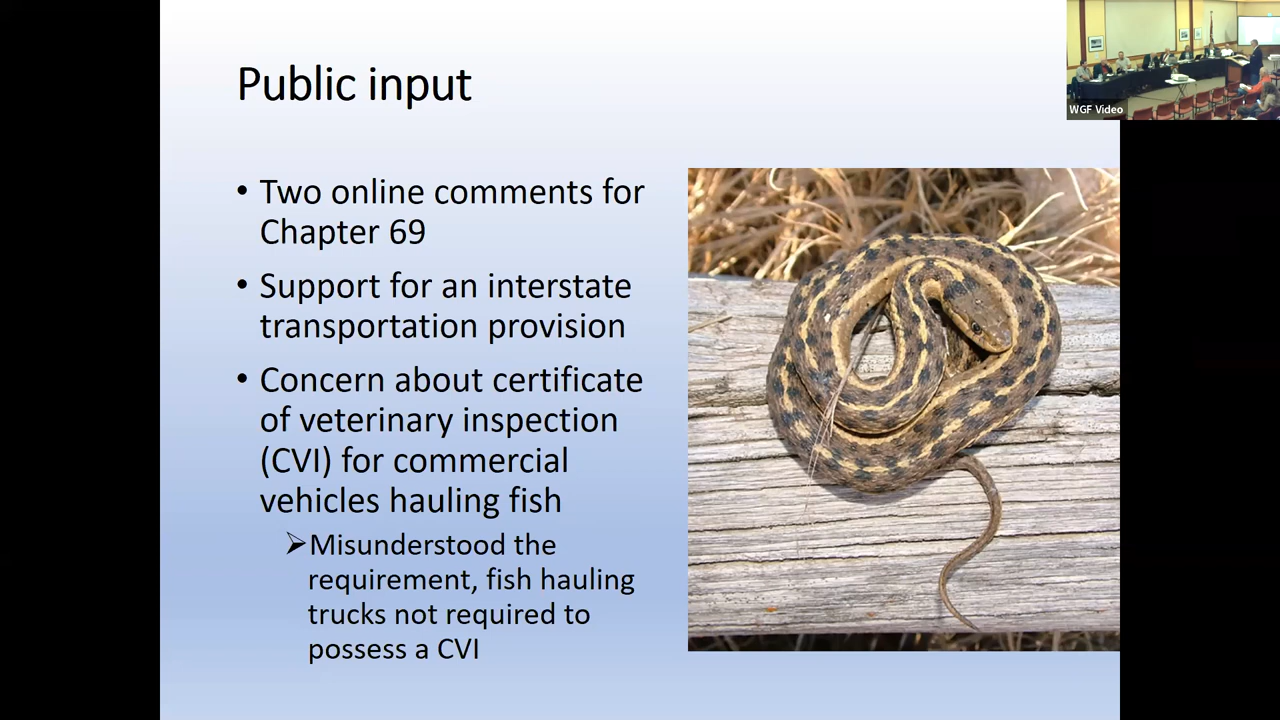 Public input
• Two online comments for
Chapter 69
• Support for an interstate
transportation provision
• Concern about certificate
of veterinary inspection
(CVI) for commercial
vehicles hauling fish
➢Misunderstood the
requirement, fish hauling
trucks not required to
possess a CVI
WGF Video